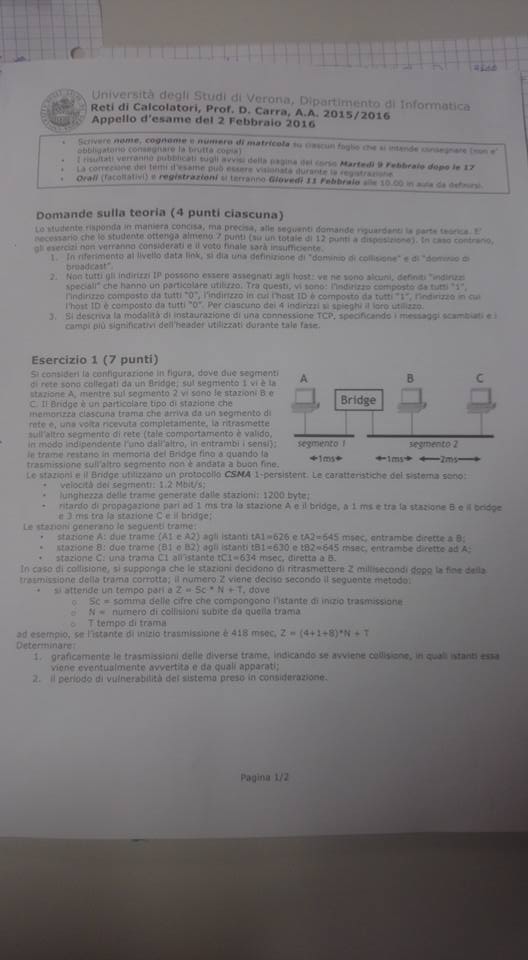 Università degli Studi di Verona, Dipartimento di Informatica
Reti di Calcolatori, Prof. D. Carra, A.A. 2015/2016
Appello d'esame del 2 Febbraio 2016
• Scrivere nome, cognome e numero di matricola su ciascun foglio che si intende consegnare (non e'
obbligatorio consegnare la brutta copia)
• I risultati verranno pubblicati sugli avvisi della pagina del corso Martedì 9 Febbraio dopo le 17
• La correzione dei temi d'esame può essere visionata durante la registrazione
• Orali (facoltativi) e registrazioni si terranno Giovedì 11 Febbraio alle 10.00 in aula da definirsi.
Domande sulla teoria (4 punti ciascuna)
Lo studente risponda in maniera concisa, ma precisa, alle seguenti domande riguardanti la parte teorica. E'
necessario che lo studente ottenga almeno 7 punti (su un totale di 12 punti a disposizione). In caso contrario,
gli esercizi non verranno considerati e il voto finale sarà insufficiente.
1. In riferimento al livello data link, si dia una definizione di "dominio di collisione" e di "dominio di
broadcast".
2. Non tutti gli indirizzi IP possono essere assegnati agli host: ve ne sono alcuni, definiti "indirizzi
speciali" che hanno un particolare utilizzo. Tra questi, vi sono: l'indirizzo composto da tutti "1",
l'indirizzo composto da tutti "0", l'indirizzo in cui l'host ID è composto da tutti "1", l'indirizzo in cui
l'host ID è composto da tutti "0". Per ciascuno dei 4 indirizzi si spieghi il loro utilizzo.
3. Si descriva la modalità di instaurazione di una connessione TCP, specificando i messaggi scambiati e i
campi più significativi dell'header utilizzati durante tale fase.
Esercizio 1 (7 punti)
Si consideri la configurazione in figura, dove due segmenti
di rete sono collegati da un Bridge; sul segmento 1 vi è la
stazione A, mentre sul segmento 2 vi sono le stazioni B e
C. Il Bridge è un particolare tipo di stazione che
memorizza ciascuna trama che arriva da un segmento di
rete e, una volta ricevuta completamente, la ritrasmette
sull'altro segmento di rete (tale comportamento è valido,
in modo indipendente l'uno dall'altro, in entrambi i sensi);
le trame restano in memoria del Bridge fino a quando la
trasmissione sull'altro segmento non è andata a buon fine.
A
B
C
Bridge
segmento 1
segmento 2
1ms
1ms
2ms
Le stazioni e il Bridge utilizzano un protocollo CSMA 1-persistent. Le caratteristiche del sistema sono:
• velocità dei segmenti: 1.2 Mbit/s;
• lunghezza delle trame generate dalle stazioni: 1200 byte;
• ritardo di propagazione pari ad 1 ms tra la stazione A e il bridge, a 1 ms e tra la stazione B e il bridge
e 3 ms tra la stazione C e il bridge;
Le stazioni generano le seguenti trame:
• stazione A: due trame (A1 e A2) agli istanti tA1=626 e tA2=645 msec, entrambe dirette a B;
• stazione B: due trame (B1 e B2) agli istanti tB1=630 e tB2=645 msec, entrambe dirette ad A;
• stazione C: una trama C1 all'istante tC1=634 msec, diretta a B.
In caso di collisione, si supponga che le stazioni decidono di ritrasmettere Z millisecondi dopo la fine della
trasmissione della trama corrotta; il numero Z viene deciso secondo il seguente metodo:
• si attende un tempo pari a Z = Sc * N + T, dove
o Sc = somma delle cifre che compongono l'istante di inizio trasmissione
o N = numero di collisioni subite da quella trama
o T tempo di trama
ad esempio, se l'istante di inizio trasmissione è 418 msec, Z = (4+1+8)*N + T
Determinare:
1. graficamente le trasmissioni delle diverse trame, indicando se avviene collisione, in quali istanti essa
viene eventualmente avvertita e da quali apparati;
2. il periodo di vulnerabilità del sistema preso in considerazione.
Pagina 1/2